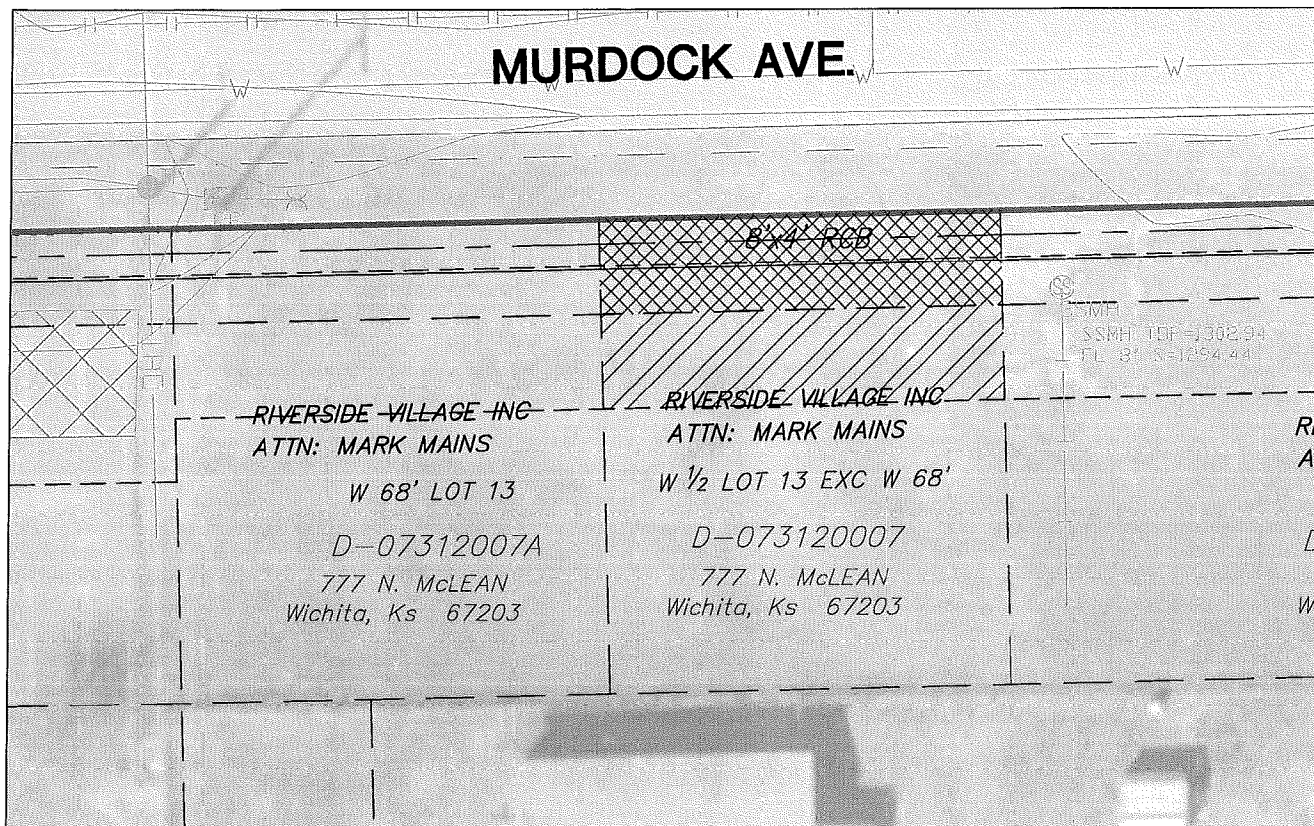 MURDOCK AVE.
W
W
W
8'x4' RCB
SS
SSMH
RIVERSIDE VILLAGE INC
ATTN: MARK MAINS
W 68' LOT 13
D-07312007A
777 N. McLEAN
Wichita, Ks 67203
RIVERSIDE VILLAGE INC
ATTN: MARK MAINS
W ½ LOT 13 EXC W 68'
D-073120007
777 N. McLEAN
Wichita, Ks 67203